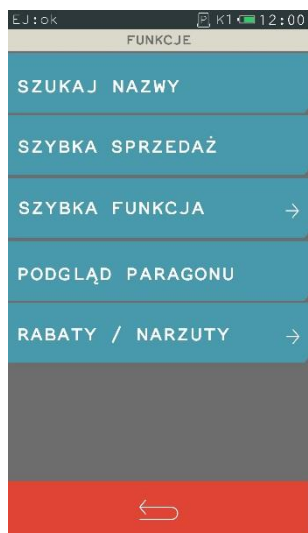 EJ:ok P K1 12:00
FUNKCJE
SZUKAJ NAZWY
SZYBKA SPRZEDAŻ
SZYBKA FUNKCJA
PODGLĄD PARAGONU
RABATY / NARZUTY